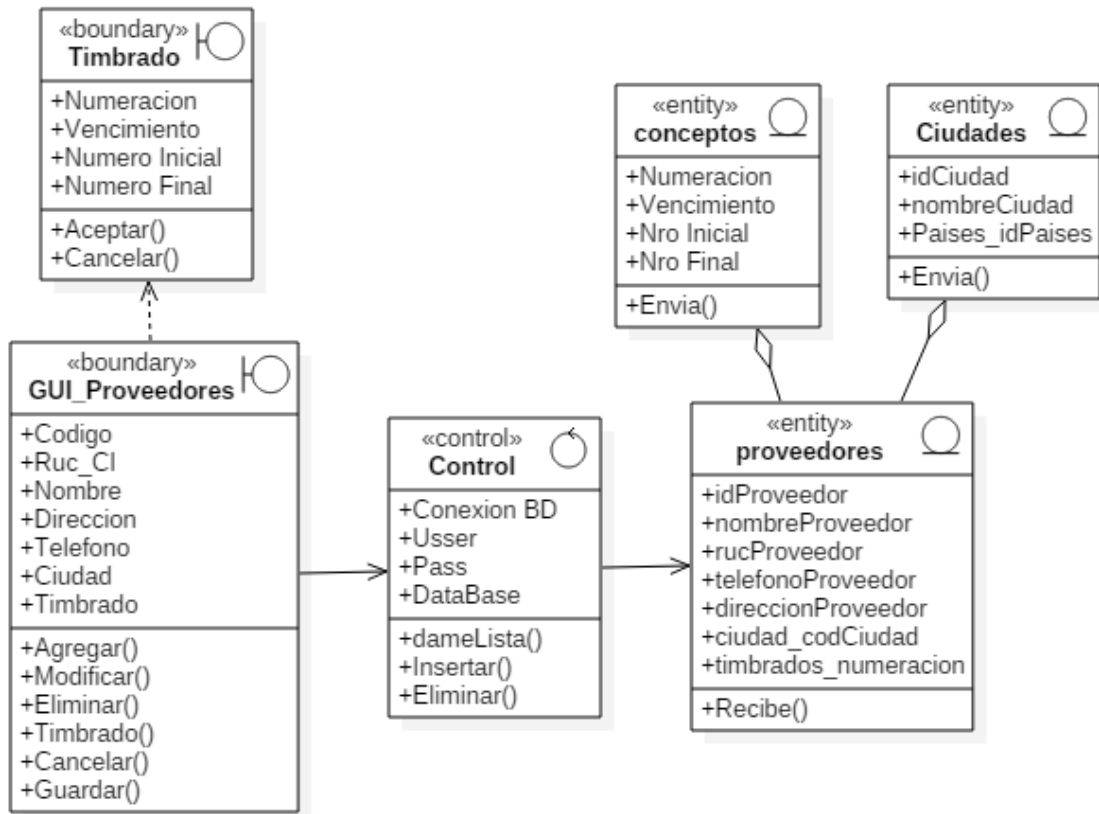 «boundary»
Timbrado
+Numeracion
+Vencimiento
+Numero Inicial
+Numero Final
+Aceptar()
+Cancelar()
«entity»
conceptos
+Numeracion
+Vencimiento
+Nro Inicial
+Nro Final
+Envia()
«entity»
Ciudades
+idCiudad
+nombreCiudad
+Paises_idPaises
+Envia()
«boundary»
GUI_Proveedores
+Codigo
+Ruc_CI
+Nombre
+Direccion
+Telefono
+Ciudad
+Timbrado
+Agregar()
+Modificar()
+Eliminar()
+Timbrado()
+Cancelar()
+Guardar()
«control»
Control
+Conexion BD
+Usser
+Pass
+DataBase
+dameLista()
+Insertar()
+Eliminar()
«entity»
proveedores
+idProveedor
+nombreProveedor
+rucProveedor
+telefonoProveedor
+direccionProveedor
+ciudad_codCiudad
+timbrados_numeracion
+Recibe()